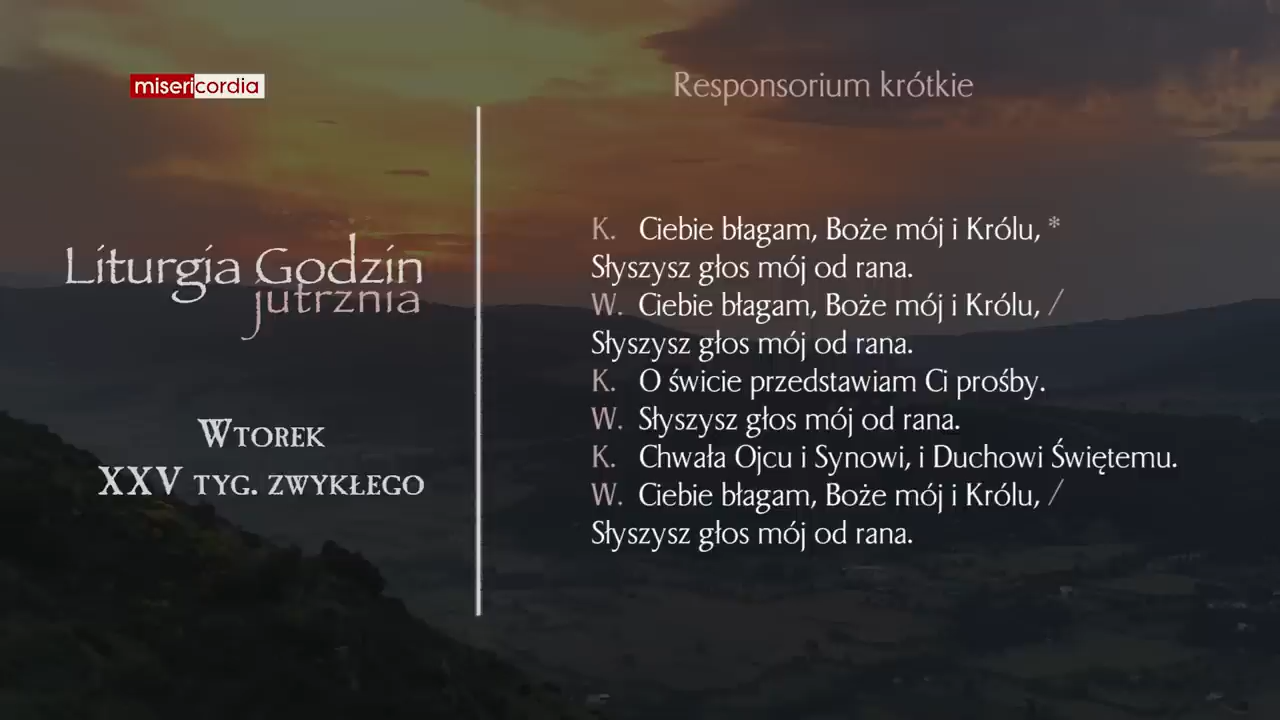 misericordia
Responsorium krótkie
Liturgia Godzin
jutrznia
Wtorek
XXV tyg. zwykłego
K. Ciebie błagam, Boże mój i Królu, *
Słyszysz głos mój od rana.
W. Ciebie błagam, Boże mój i Królu, /
Słyszysz głos mój od rana.
K. O świcie przedstawiam Ci prośby.
W. Słyszysz głos mój od rana.
K. Chwała Ojcu i Synowi, i Duchowi Świętemu.
W. Ciebie błagam, Boże mój i Królu, /
Słyszysz głos mój od rana.